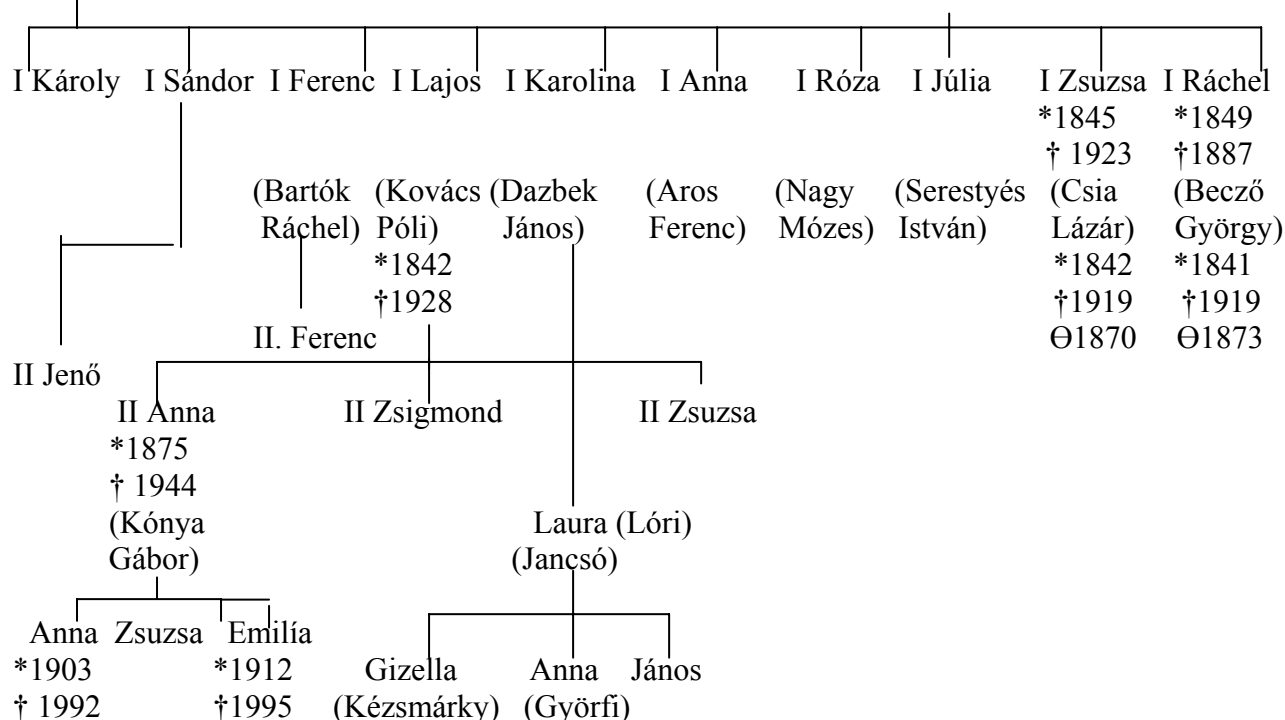 I Károly I Sándor I Ferenc I Lajos I Karolina I Anna I Róza I Júlia I Zsuzsa I Ráchel
*1845 *1849
† 1923 †1887
(Bartók (Kovács (Dazbek (Aros (Nagy (Serestyés (Csia (Becző
Ráchel) Póli) János) Ferenc) Mózes) István) Lázár) György)
*1842 *1842 *1841
†1928 †1919 †1919
II. Ferenc Ɵ1870 Ɵ1873
II Jenő
II Anna II Zsigmond II Zsuzsa
*1875
† 1944
(Kónya Laura (Lóri)
Gábor) (Jancsó)
Anna Zsuzsa Emilía
*1903 *1912 Gizella Anna János
† 1992 †1995 (Kézsmárky) (Györfi)